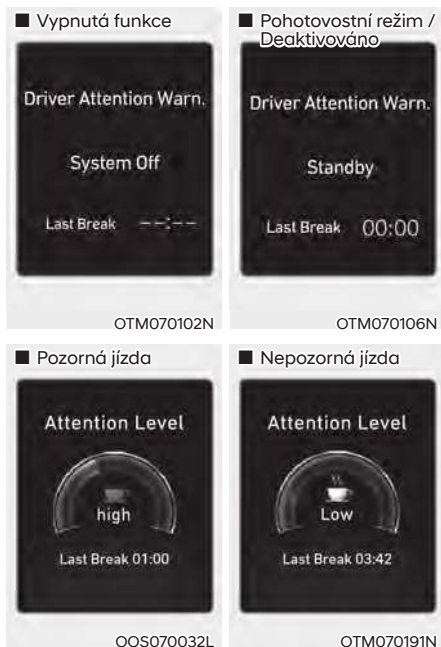 ■ Vypnutá funkce
Driver Attention Warn.
System Off
Last Break --:--
OTM070102N
■ Pohotovostní režim /
Deaktivováno
Driver Attention Warn.
Standby
Last Break 00:00
OTM070106N
■ Pozorná jízda
Attention Level
high
Last Break 01:00
OOS070032L
■ Nepozorná jízda
Attention Level
Low
Last Break 03:42
OTM070191N